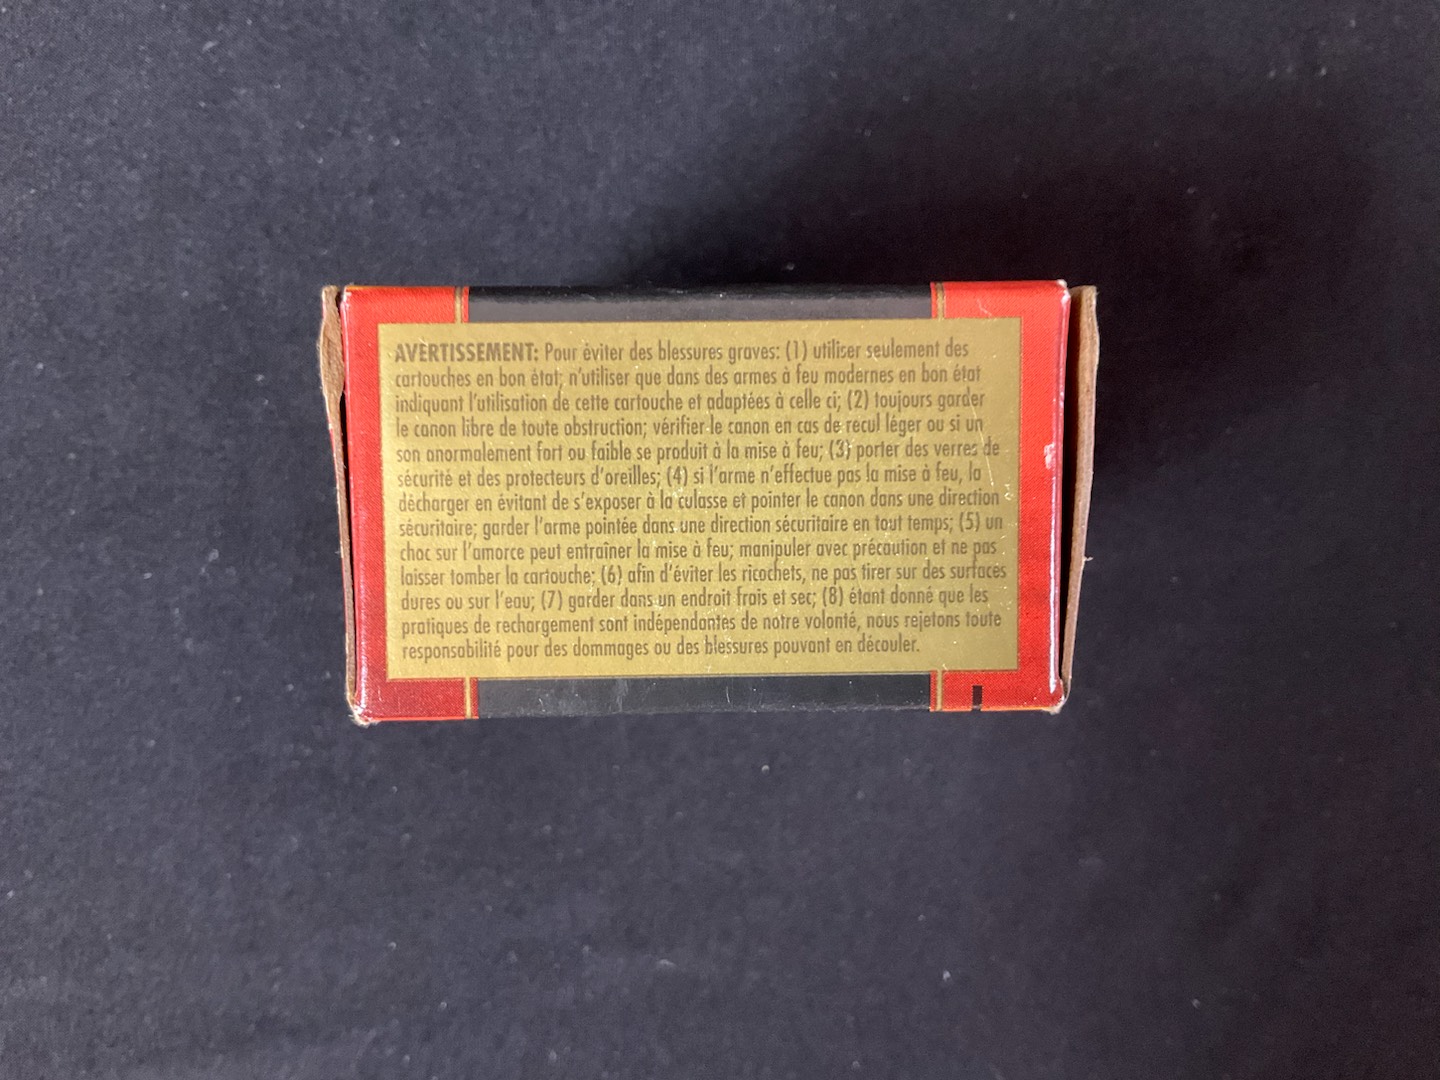 AVERTISSEMENT: Pour éviter des blessures graves: (1) utiliser seulement des
cartouches en bon état; n'utiliser que dans des armes à feu modernes en bon état
indiquant l'utilisation de cette cartouche et adaptées à celle ci; (2) toujours garder
le canon libre de toute obstruction; vérifier le canon en cas de recul léger ou si un
son anormalement fort ou faible se produit à la mise à feu; (3) porter des verres de
sécurité et des protecteurs d'oreilles; (4) si l'arme n'effectue pas la mise à feu, la
décharger en évitant de s'exposer à la culasse et pointer le canon dans une direction
sécuritaire; garder l'arme pointée dans une direction sécuritaire en tout temps; (5) un
choc sur l'amorce peut entraîner la mise à feu; manipuler avec précaution et ne pas
laisser tomber la cartouche; (6) afin d'éviter les ricochets, ne pas tirer sur des surfaces
dures ou sur l'eau; (7) garder dans un endroit frais et sec; (8) étant donné que les
pratiques de rechargement sont indépendantes de notre volonté, nous rejetons toute
responsabilité pour des dommages ou des blessures pouvant en découler.